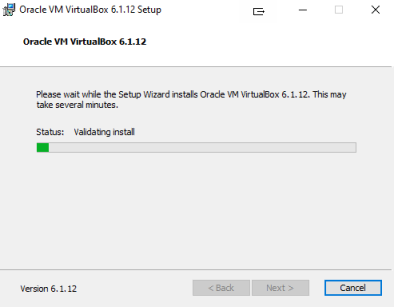 Oracle VM VirtualBox 6.1.12 Setup
Oracle VM VirtualBox 6.1.12
Please wait while the Setup Wizard installs Oracle VM VirtualBox 6.1.12. This may
take several minutes.
Status: Validating install
Version 6.1.12
< Back Next > Cancel